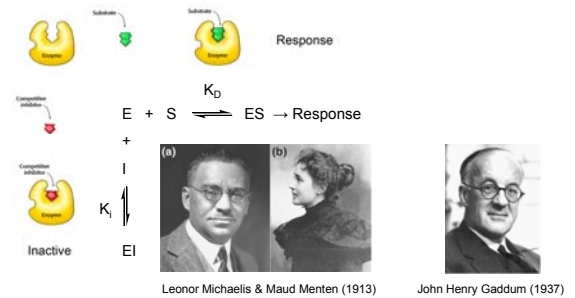 Substrate
Enzyme
Enzyme
Substrate
Response
K_D
Competitive
inhibitor
E + S ⇌ ES → Response
+
I
(a) (b)
Competitive
inhibitor
Enzyme
K_i
Inactive
EI
Leonor Michaelis & Maud Menten (1913)
John Henry Gaddum (1937)